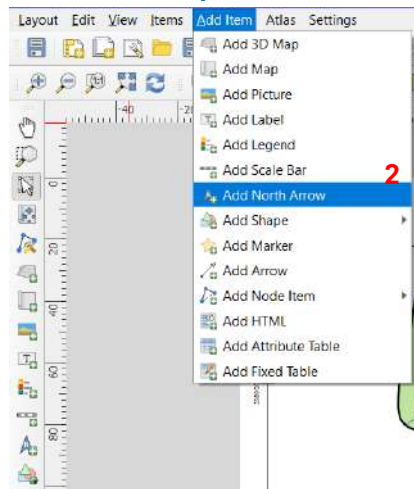 Layout Edit View Items Add Item Atlas Settings
Add 3D Map
Add Map
Add Picture
Add Label
Add Legend
Add Scale Bar
2
Add North Arrow
Add Shape
Add Marker
Add Arrow
Add Node Item
Add HTML
Add Attribute Table
Add Fixed Table
-40
0
20
40
60
80